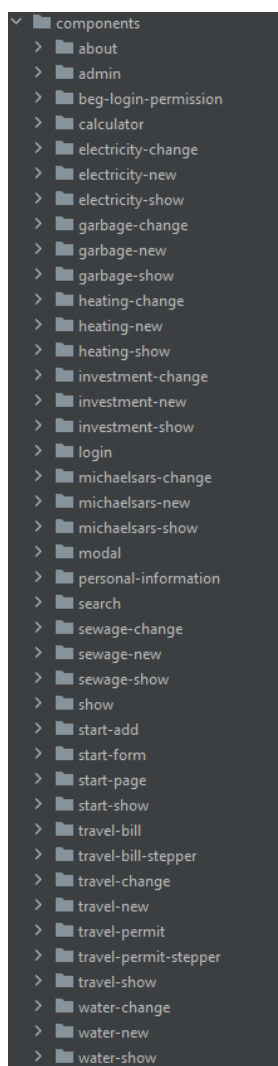 components
about
admin
beg-login-permission
calculator
electricity-change
electricity-new
electricity-show
garbage-change
garbage-new
garbage-show
heating-change
heating-new
heating-show
investment-change
investment-new
investment-show
login
michaelsars-change
michaelsars-new
michaelsars-show
modal
personal-information
search
sewage-change
sewage-new
sewage-show
show
start-add
start-form
start-page
start-show
travel-bill
travel-bill-stepper
travel-change
travel-new
travel-permit
travel-permit-stepper
travel-show
water-change
water-new
water-show